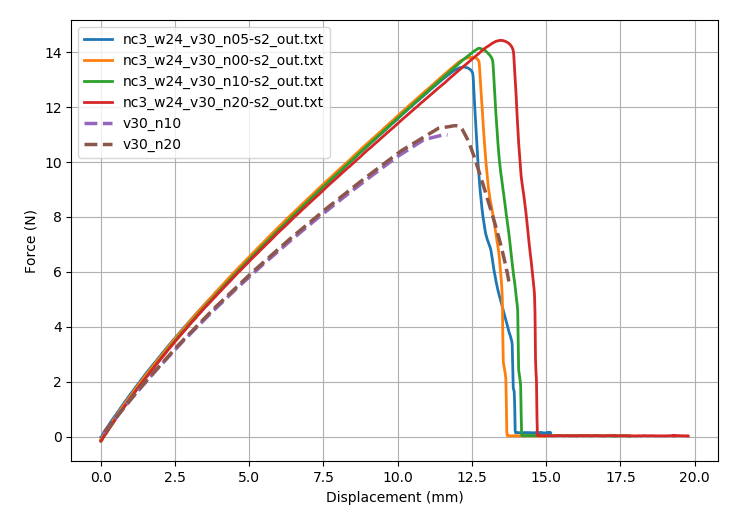 nc3_w24_v30_n05-s2_out.txt
nc3_w24_v30_n00-s2_out.txt
nc3_w24_v30_n10-s2_out.txt
nc3_w24_v30_n20-s2_out.txt
v30_n10
v30_n20
Force (N)
14
12
10
8
6
4
2
0
0.0 2.5 5.0 7.5 10.0 12.5 15.0 17.5 20.0
Displacement (mm)